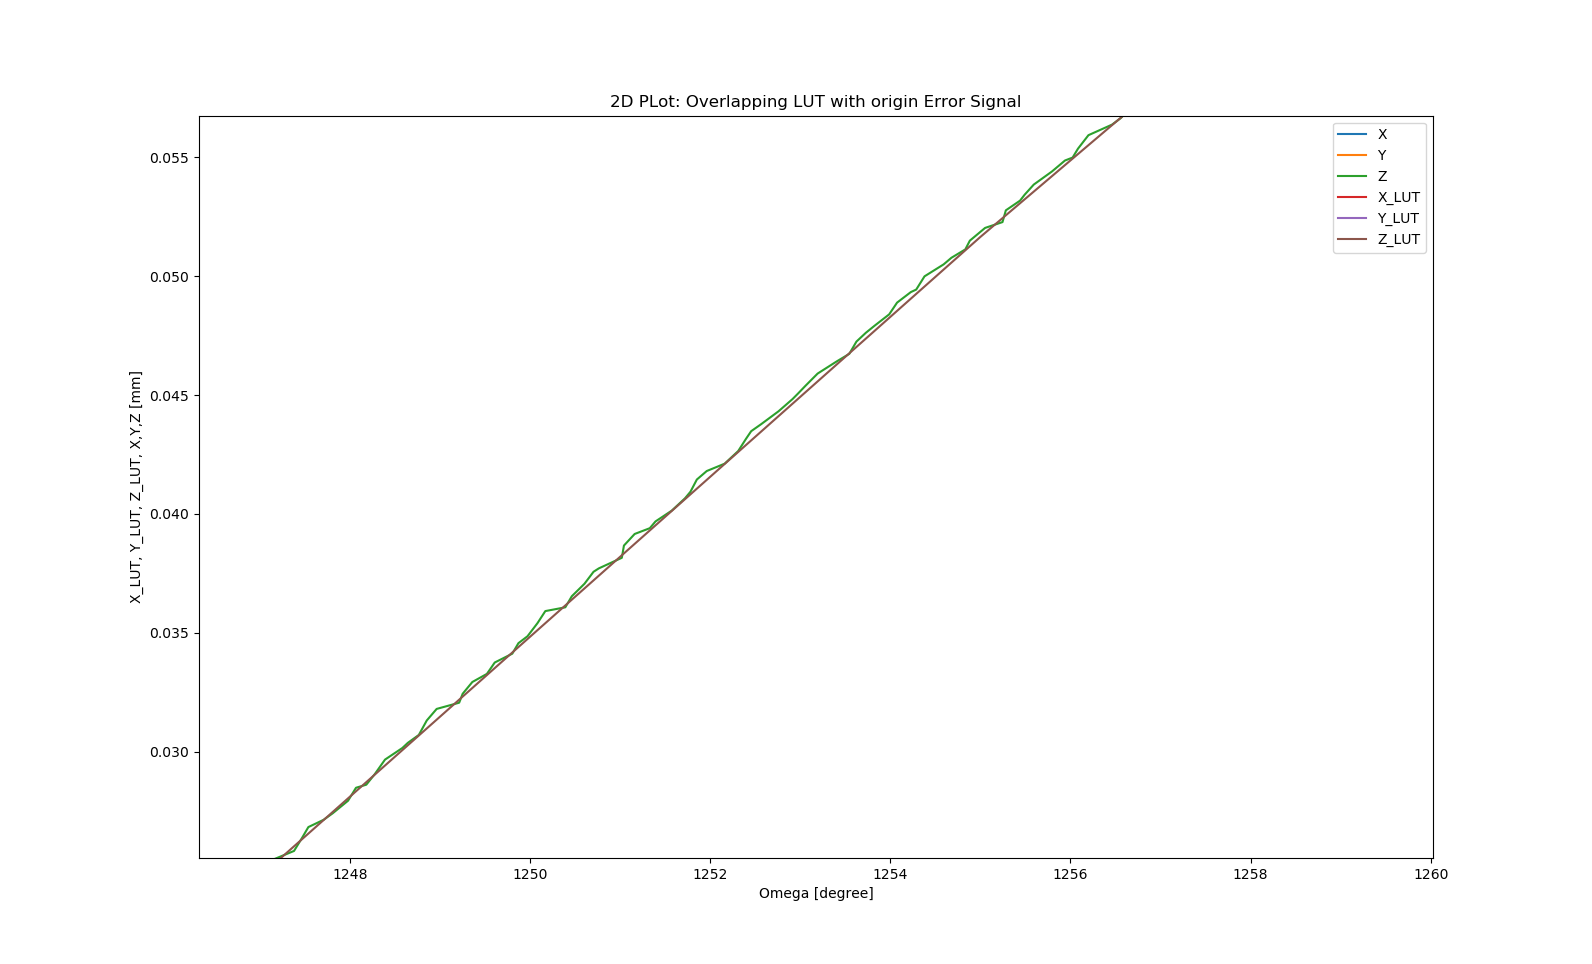 2D PLot: Overlapping LUT with origin Error Signal
X
Y
Z
X_LUT
Y_LUT
Z_LUT
X_LUT, Y_LUT, Z_LUT, X,Y,Z [mm]
0.055
0.050
0.045
0.040
0.035
0.030
1248 1250 1252 1254 1256 1258 1260
Omega [degree]